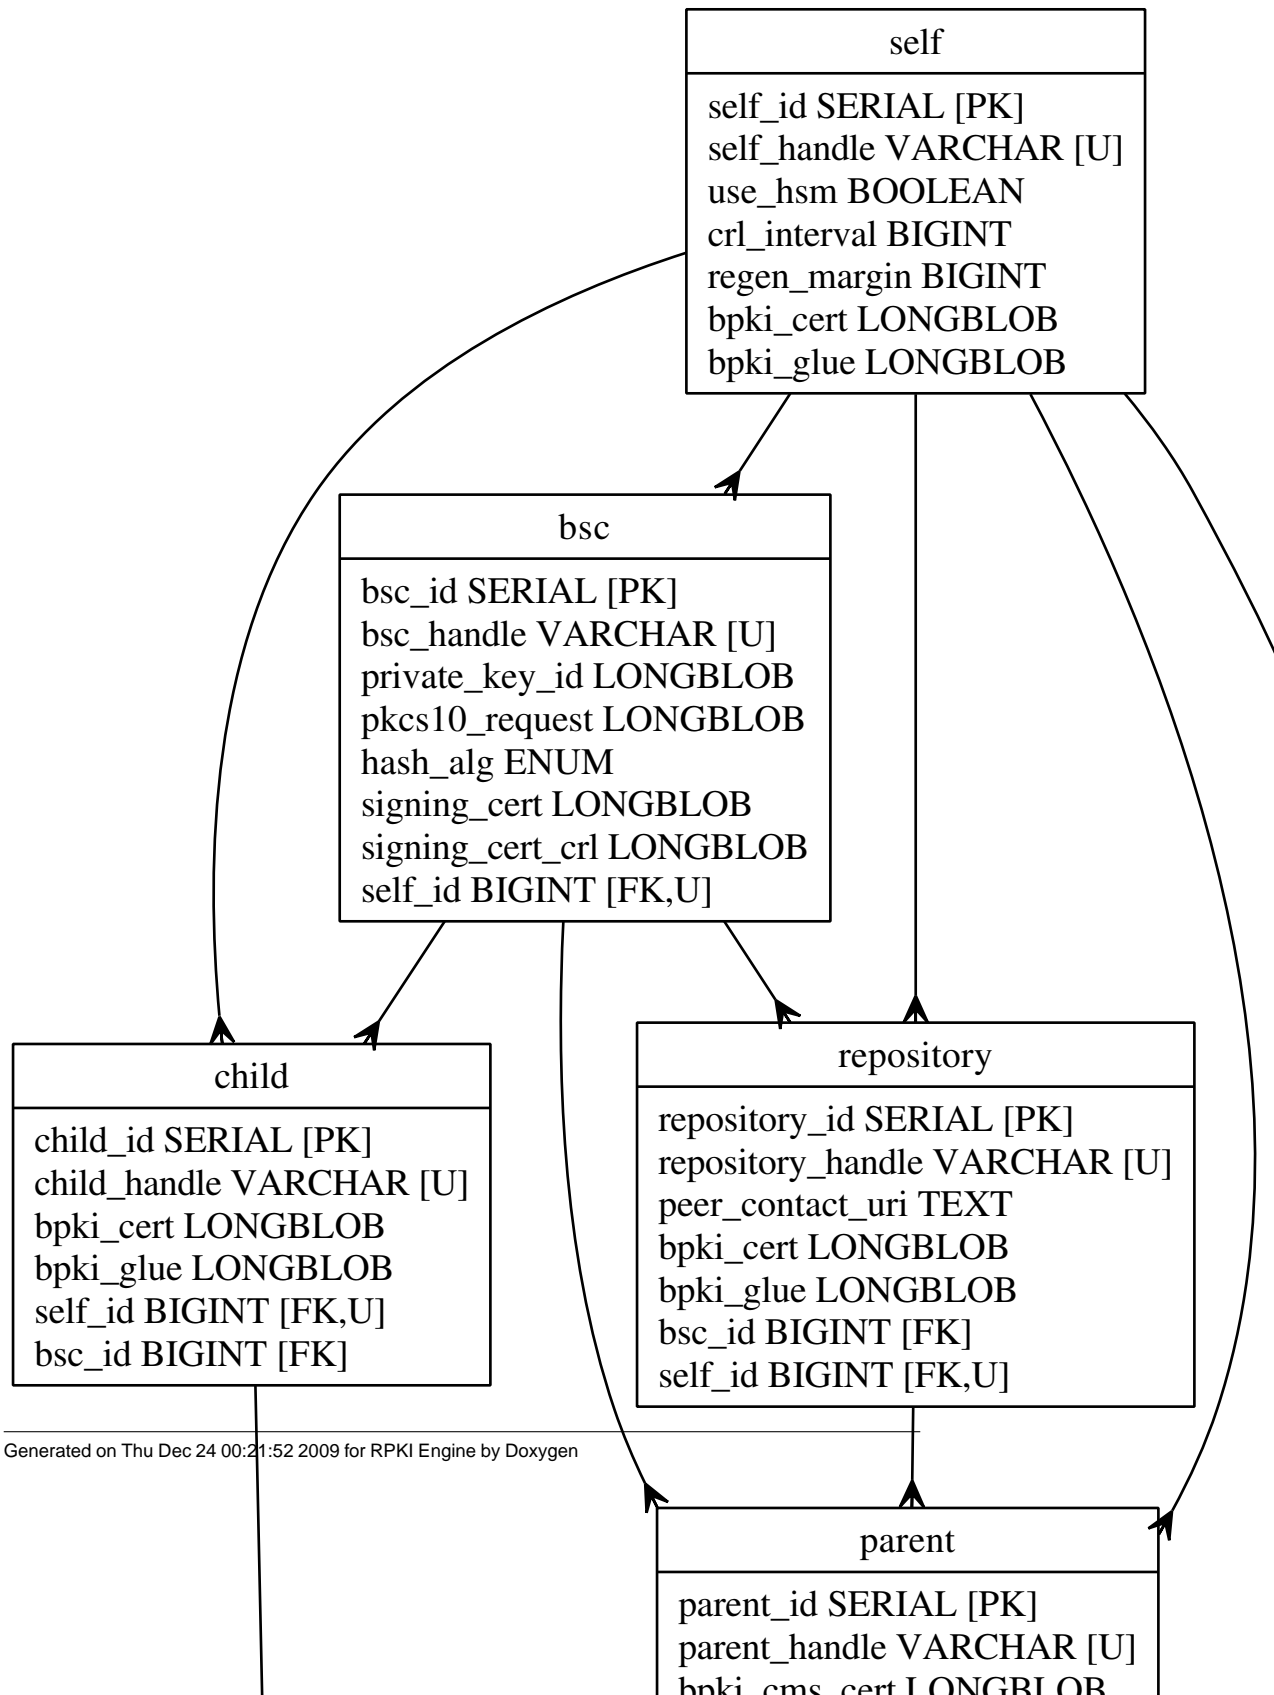 self
self_id SERIAL [PK]
self_handle VARCHAR [U]
use_hsm BOOLEAN
crl_interval BIGINT
regen_margin BIGINT
bpki_cert LONGBLOB
bpki_glue LONGBLOB
bsc
bsc_id SERIAL [PK]
bsc_handle VARCHAR [U]
private_key_id LONGBLOB
pkcs10_request LONGBLOB
hash_alg ENUM
signing_cert LONGBLOB
signing_cert_crl LONGBLOB
self_id BIGINT [FK,U]
child
child_id SERIAL [PK]
child_handle VARCHAR [U]
bpki_cert LONGBLOB
bpki_glue LONGBLOB
self_id BIGINT [FK,U]
bsc_id BIGINT [FK]
repository
repository_id SERIAL [PK]
repository_handle VARCHAR [U]
peer_contact_uri TEXT
bpki_cert LONGBLOB
bpki_glue LONGBLOB
bsc_id BIGINT [FK]
self_id BIGINT [FK,U]
Generated on Thu Dec 24 00:21:52 2009 for RPKI Engine by Doxygen
parent
parent_id SERIAL [PK]
parent_handle VARCHAR [U]
bpki_cms_cert LONGBLOB